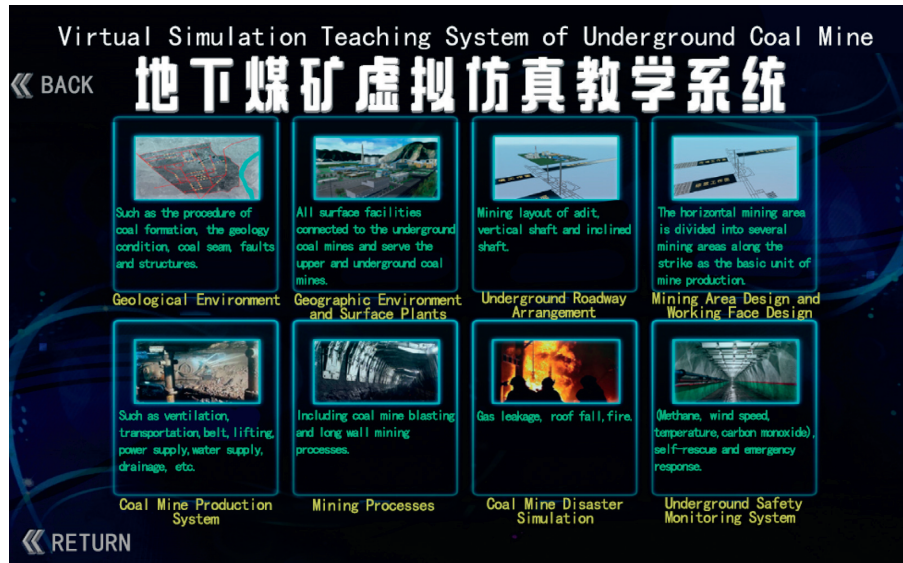 Virtual Simulation Teaching System of Underground Coal Mine
BACK
地下煤矿虚拟仿真教学系统
Such as the procedure of
coal formation, the geology
condition, coal seam, faults
and structures.
Geological Environment
All surface facilities
connected to the underground
coal mines and serve the
upper and underground coal
mines.
Geographic Environment
and Surface Plants
Mining layout of adit,
vertical shaft and inclined
shaft.
Underground Roadway
Arrangement
The horizontal mining area
is divided into several
mining areas along the
strike as the basic unit of
mine production.
Mining Area Design and
Working Face Design
Such as ventilation,
transportation, belt, lifting,
power supply, water supply,
drainage, etc.
Coal Mine Production
System
Including coal mine blasting
and long wall mining
processes.
Mining Processes
Gas leakage, roof fall, fire.
Coal Mine Disaster
Simulation
(Methane, wind speed,
temperature, carbon monoxide),
self-rescue and emergency
response.
Underground Safety
Monitoring System
RETURN